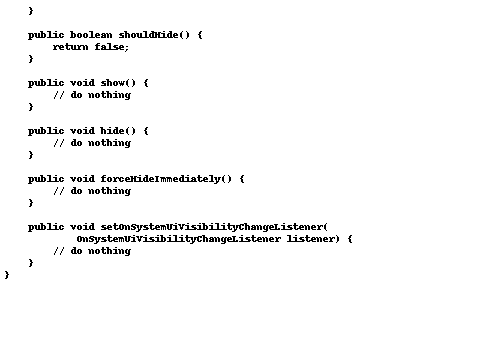 }

    public boolean shouldHide() {
        return false;
    }

    public void show() {
        // do nothing
    }

    public void hide() {
        // do nothing
    }

    public void forceHideImmediately() {
        // do nothing
    }

    public void setOnSystemUiVisibilityChangeListener(
            OnSystemUiVisibilityChangeListener listener) {
        // do nothing
    }
}